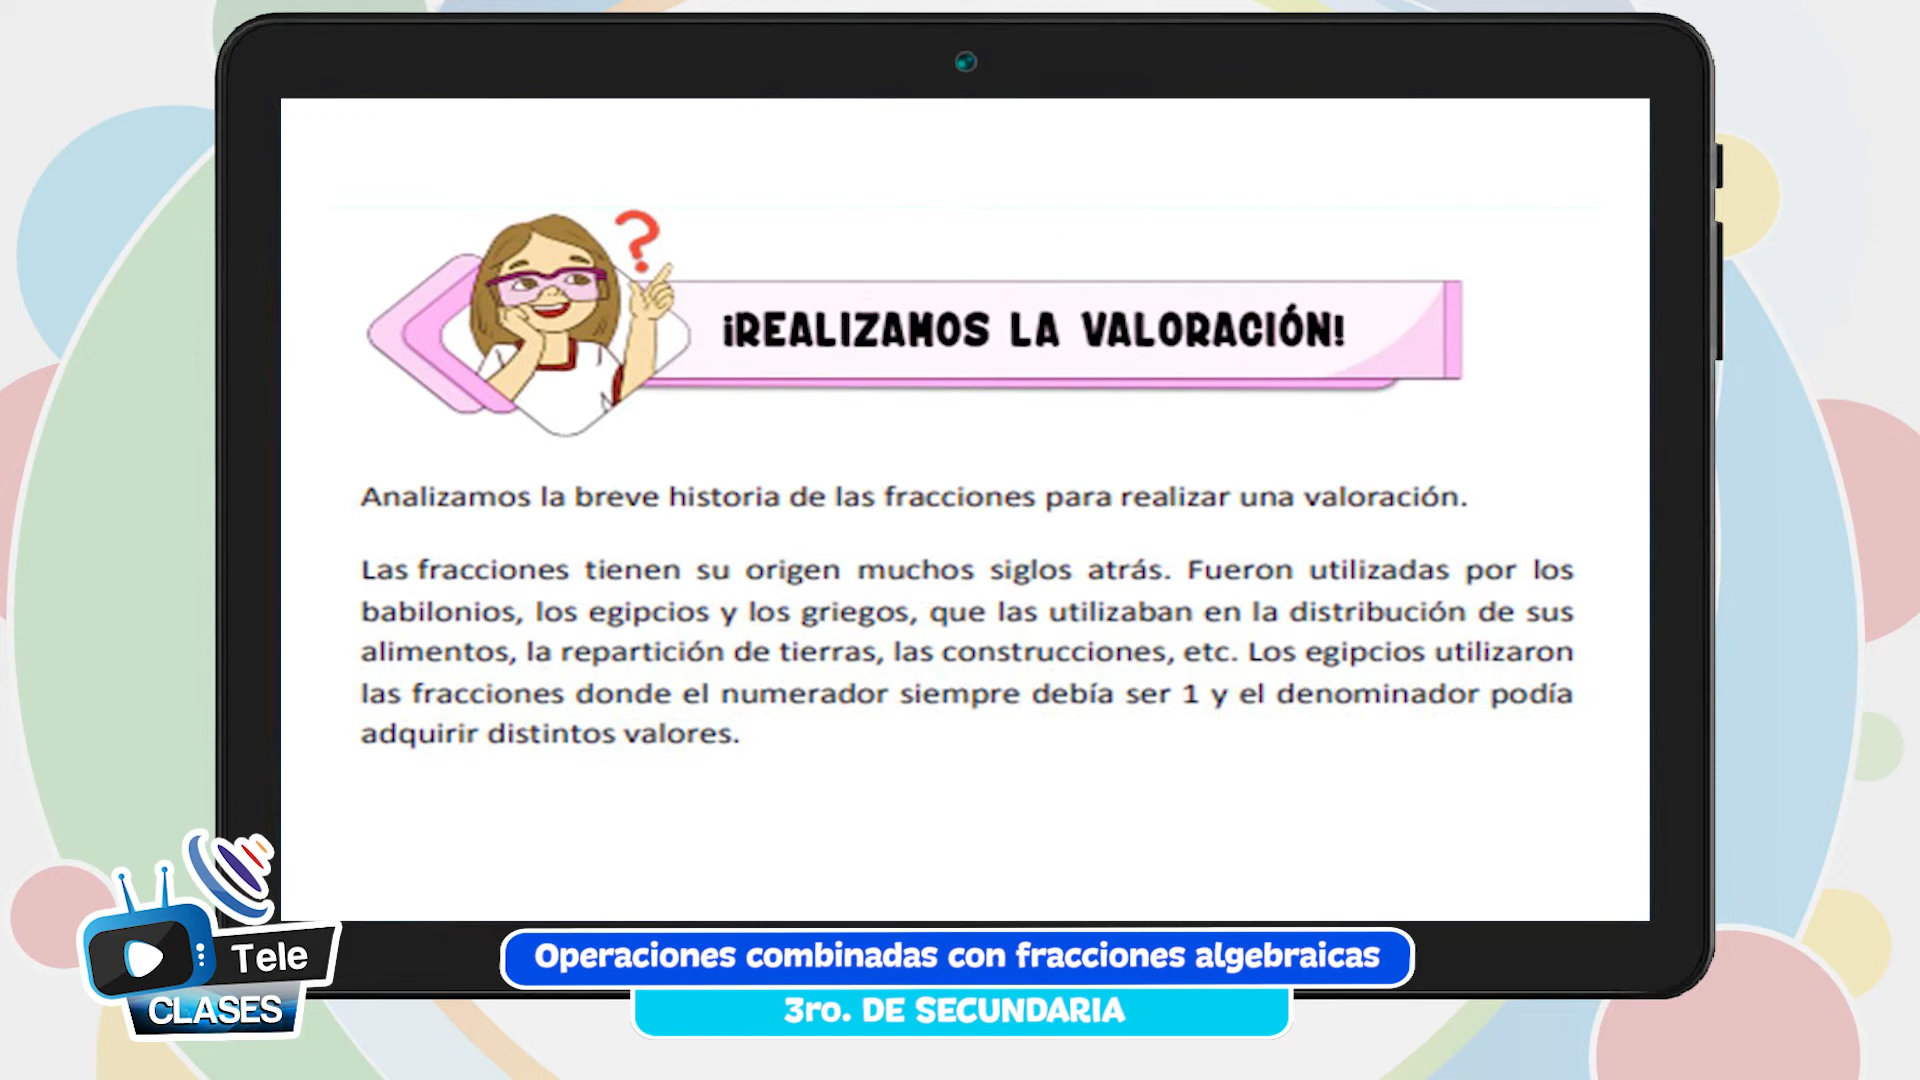 ?
¡REALIZAMOS LA VALORACIÓN!
Analizamos la breve historia de las fracciones para realizar una valoración.
Las fracciones tienen su origen muchos siglos atrás. Fueron utilizadas por los
babilonios, los egipcios y los griegos, que las utilizaban en la distribución de sus
alimentos, la repartición de tierras, las construcciones, etc. Los egipcios utilizaron
las fracciones donde el numerador siempre debía ser 1 y el denominador podía
adquirir distintos valores.
Tele
CLASES
Operaciones combinadas con fracciones algebraicas
3ro. DE SECUNDARIA